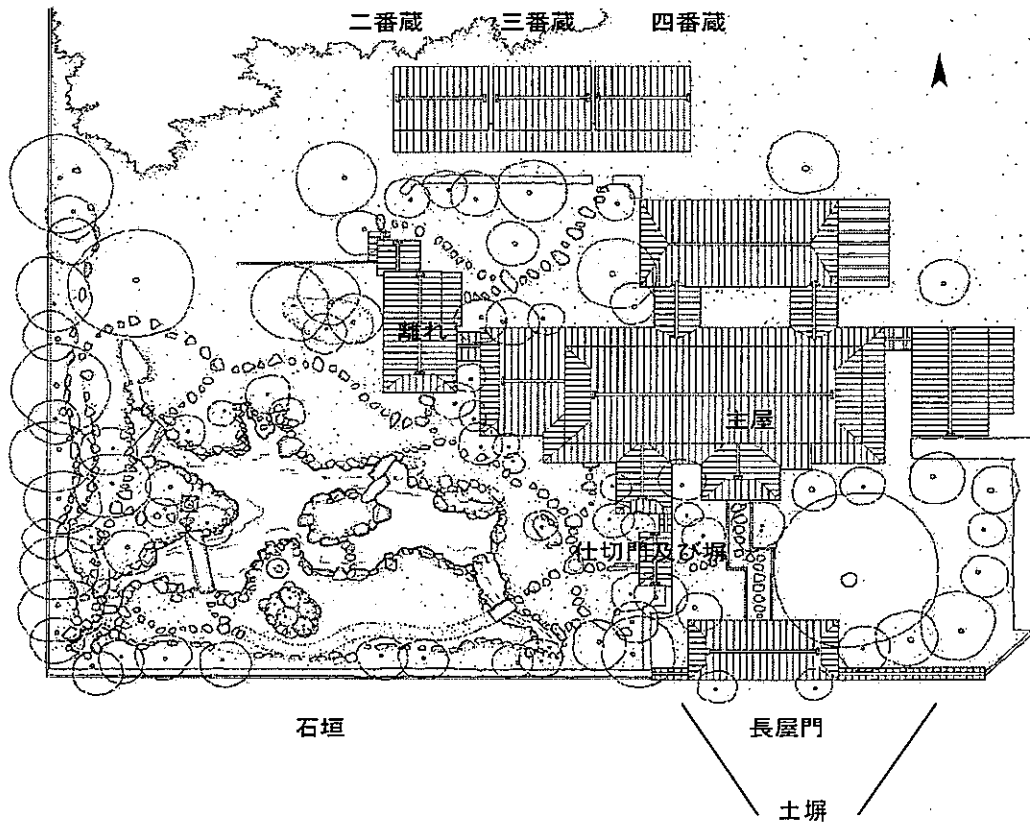 二番蔵 三番蔵 四番蔵
離れ
主屋
仕切門及び塀
石垣 長屋門
土塀